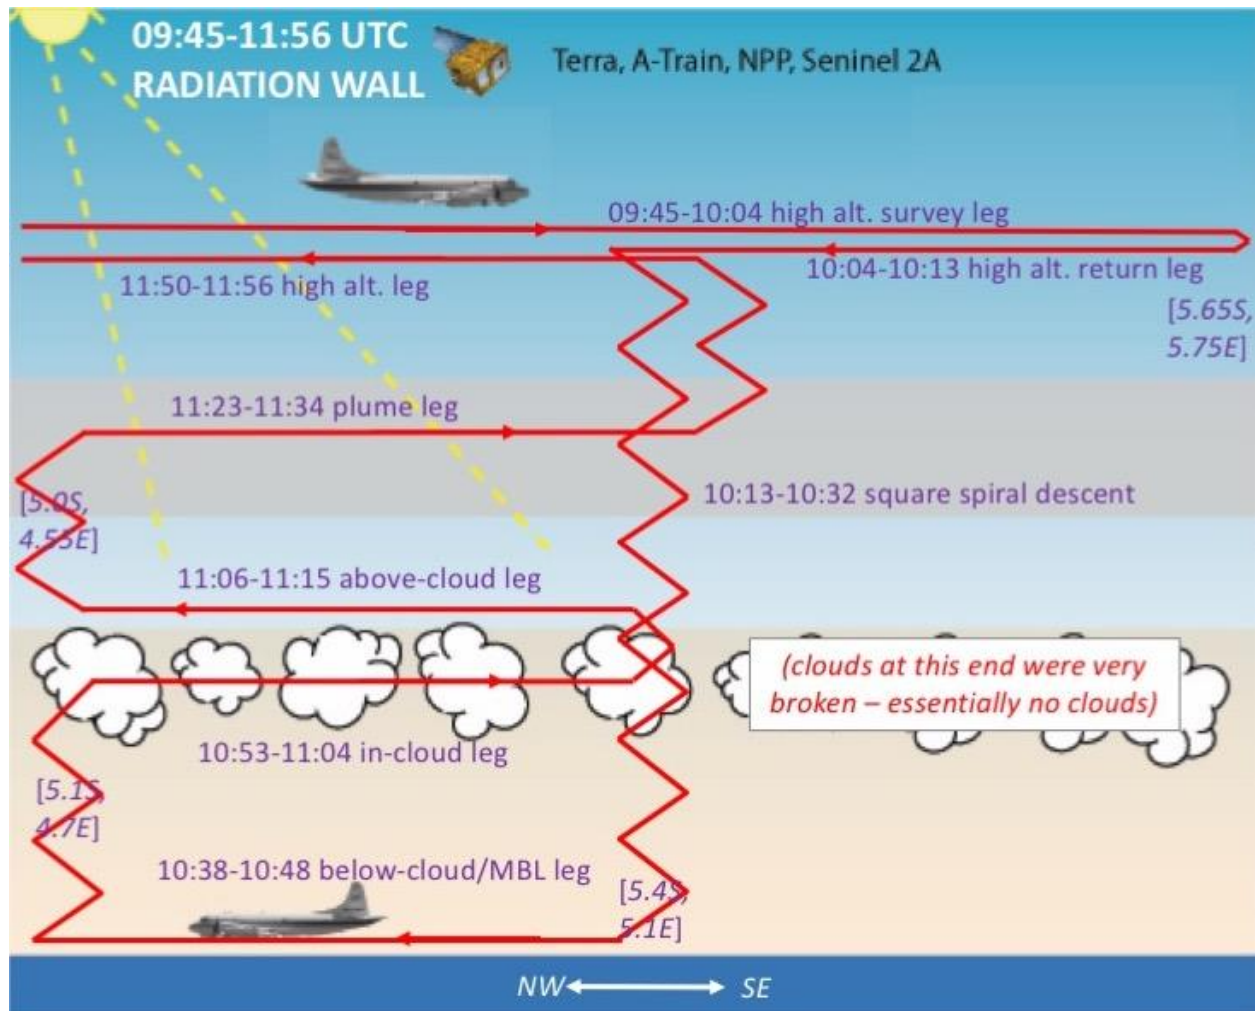 09:45-11:56 UTC
RADIATION WALL
Terra, A-Train, NPP, Seninel 2A
09:45-10:04 high alt. survey leg
10:04-10:13 high alt. return leg
11:50-11:56 high alt. leg
[5.65S,
5.75E]
11:23-11:34 plume leg
10:13-10:32 square spiral descent
[5.0S,
4.55E]
11:06-11:15 above-cloud leg
(clouds at this end were very
broken – essentially no clouds)
10:53-11:04 in-cloud leg
[5.1S,
4.7E]
10:38-10:48 below-cloud/MBL leg
[5.4S,
5.1E]
NW SE